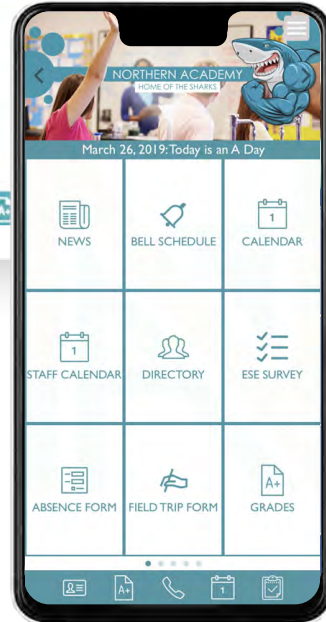 NORTHERN ACADEMY
HOME OF THE SHARKS
March 26, 2019: Today is an A Day
NEWS
BELL SCHEDULE
1
CALENDAR
1
STAFF CALENDAR
DIRECTORY
ESE SURVEY
ABSENCE FORM
FIELD TRIP FORM
A+
GRADES
A+
1